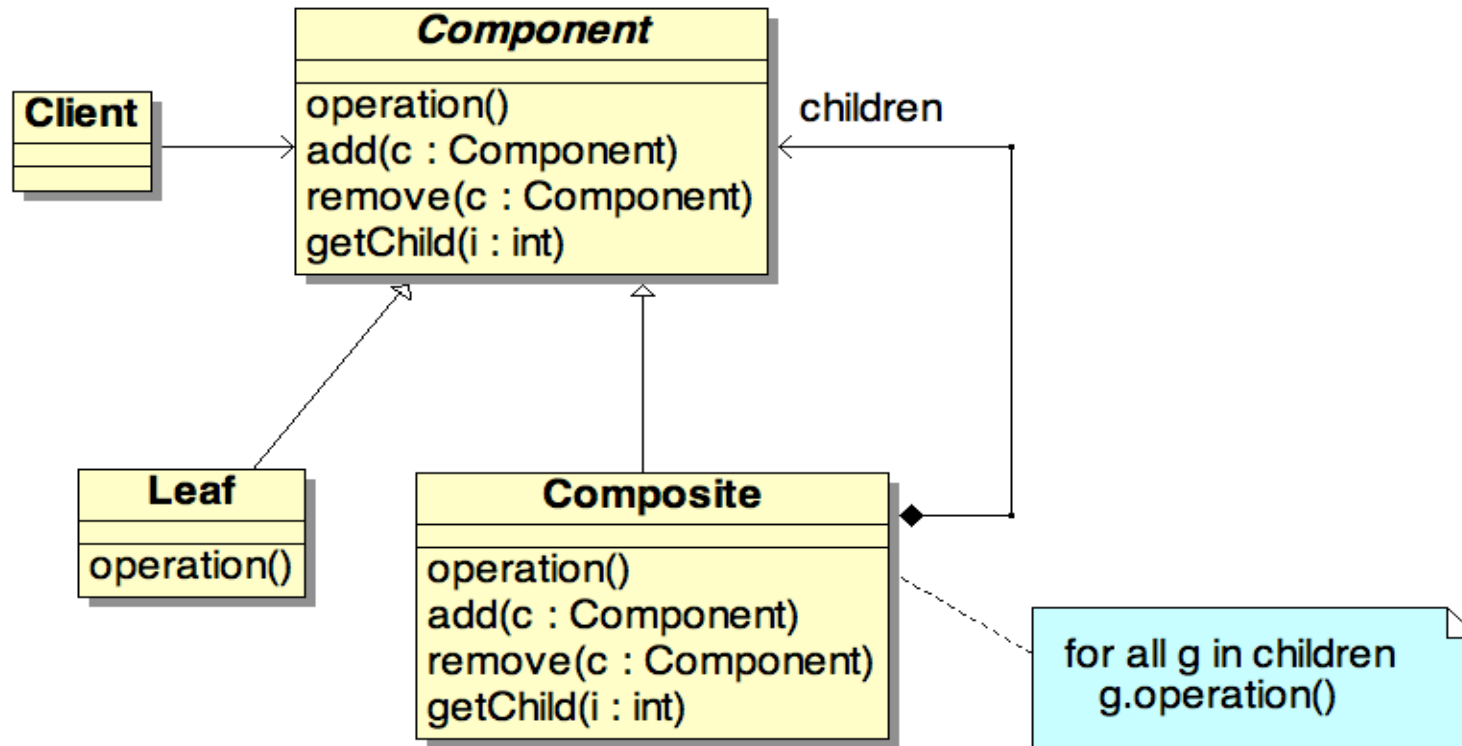 Component
operation()
add(c : Component)
remove(c : Component)
getChild(i : int)
Client
children
Leaf
operation()
Composite
operation()
add(c : Component)
remove(c : Component)
getChild(i : int)
for all g in children
g.operation()